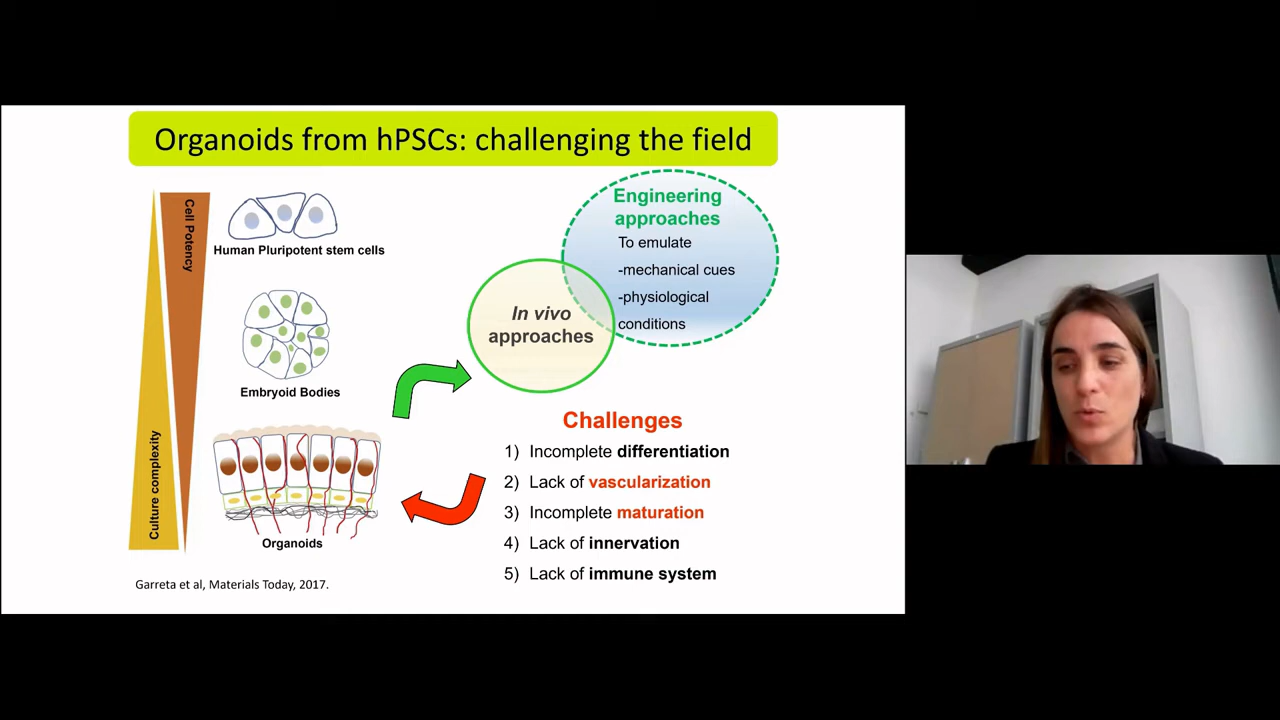 Organoids from hPSCs: challenging the field
Cell Potency
Culture complexity
Human Pluripotent stem cells
Embryoid Bodies
Organoids
Garreta et al, Materials Today, 2017.
In vivo
approaches
Engineering
approaches
To emulate
-mechanical cues
-physiological
conditions
Challenges
1) Incomplete differentiation
2) Lack of vascularization
3) Incomplete maturation
4) Lack of innervation
5) Lack of immune system